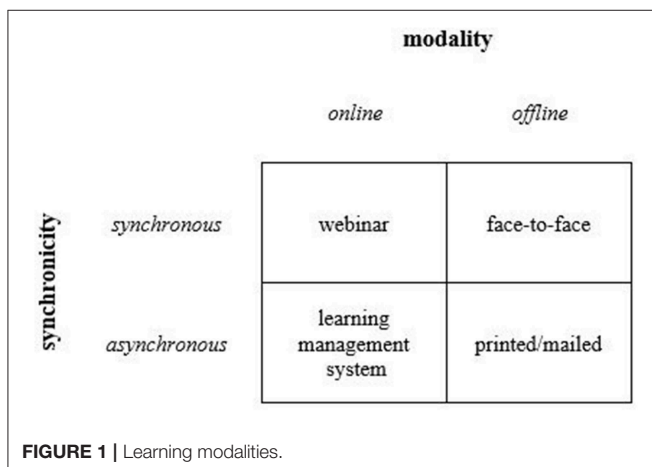 modality
online offline
synchronicity
synchronous webinar face-to-face
asynchronous learning management system printed/mailed
FIGURE 1 | Learning modalities.